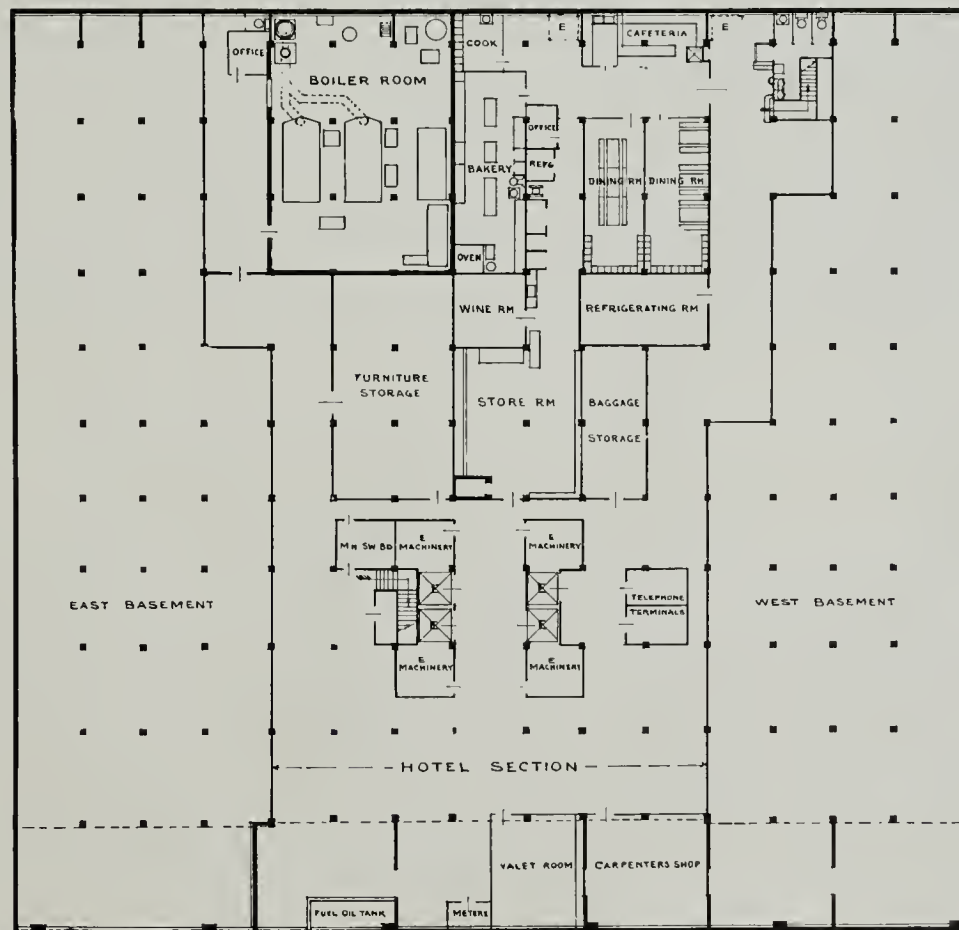 OFFICE
BOILER ROOM
COOK
E
CAFETERIA
E
OFFICE
REFG
BAKERY
DINING RM
DINING RM
OVEN
WINE RM
REFRIGERATING RM
FURNITURE
STORAGE
STORE RM
BAGGAGE
STORAGE
MN SW BD
E
MACHINERY
E
MACHINERY
E
E
E
E
TELEPHONE
TERMINALS
EAST BASEMENT
WEST BASEMENT
E
MACHINERY
E
MACHINERY
HOTEL SECTION
VALET ROOM
CARPENTERS SHOP
FUEL OIL TANK
METERS